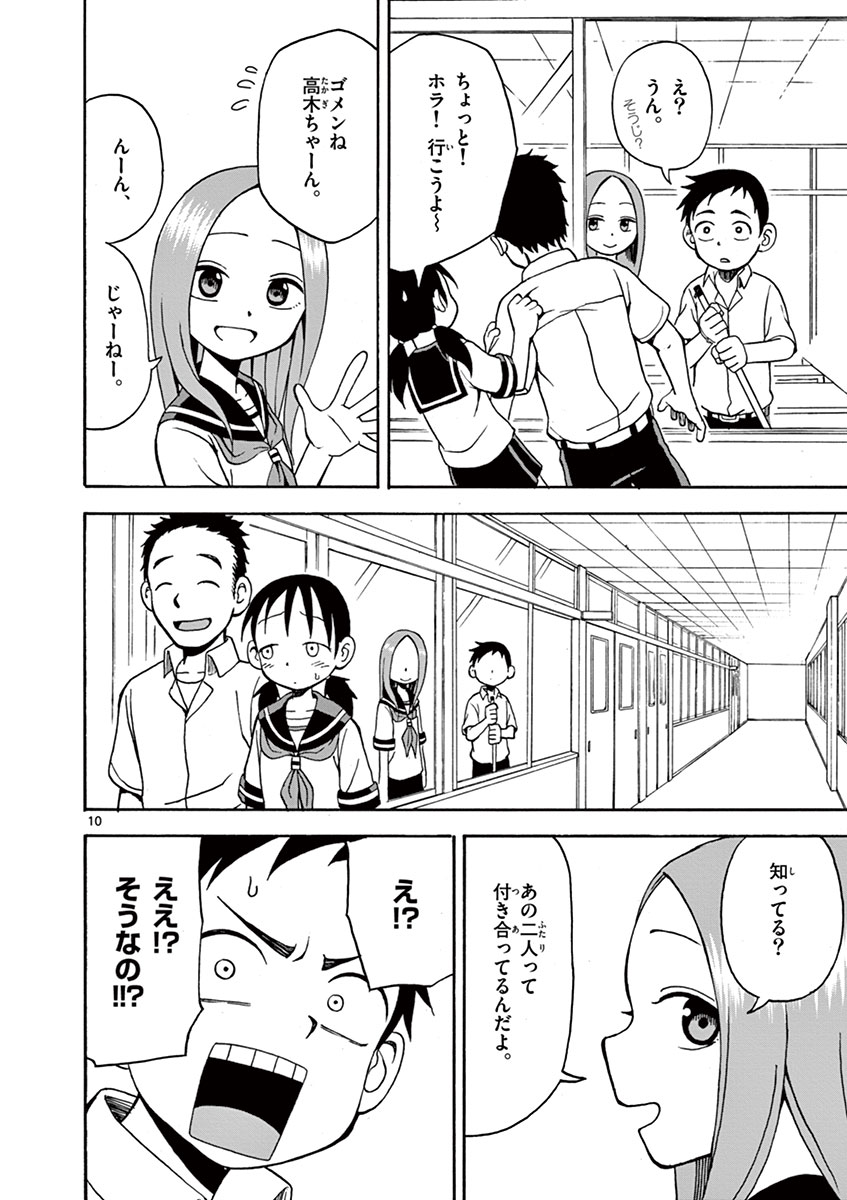 え?
うん。
そうじ?
ちょっと!
ホラ! 行こうよ〜
ゴメンね
高木ちゃーん。
んーん、
じゃーねー。
10
知ってる?
あの二人って
付き合ってるんだよ。
え!?
ええ!?
そうなの!!?